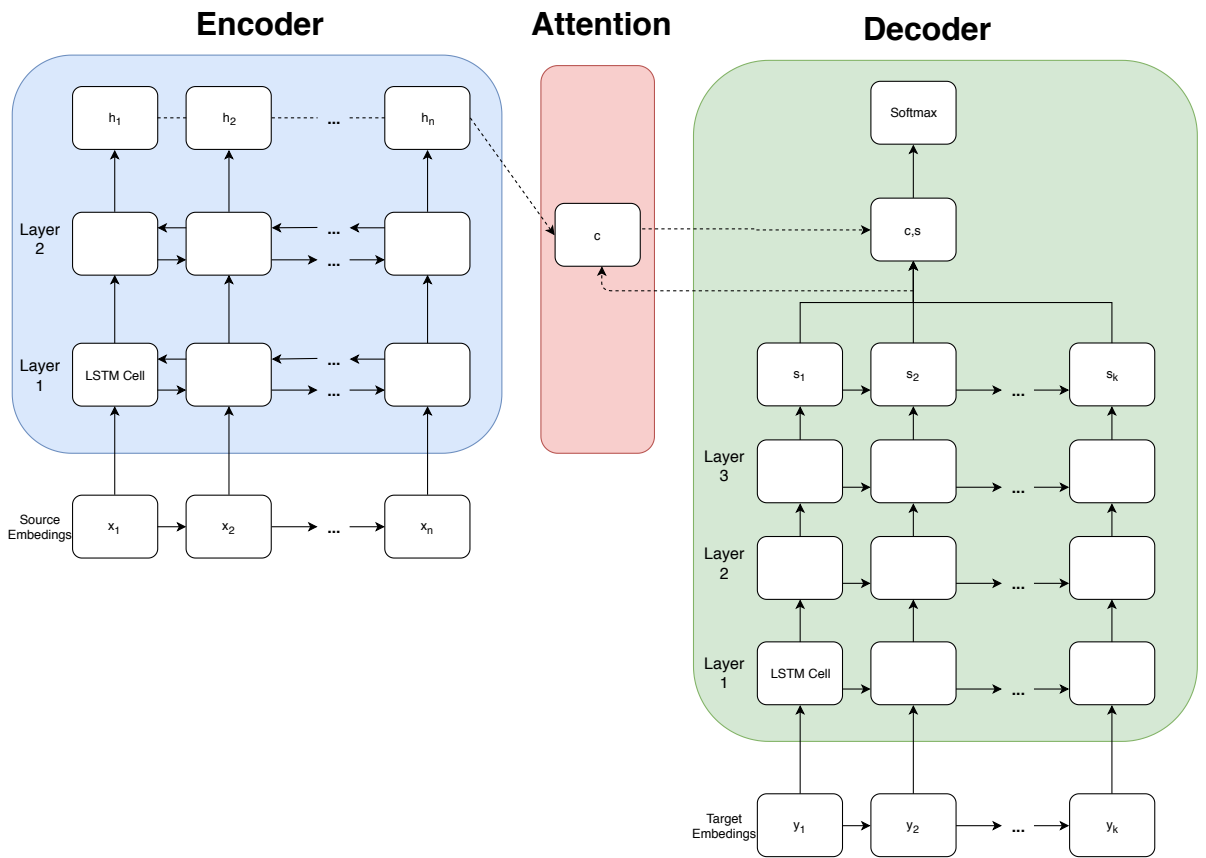 Encoder
Attention
Decoder
h1
h2
...
hn
Softmax
Layer
2
...
...
c
c,s
Layer
1
LSTM Cell
...
...
s1
s2
...
sk
Layer
3
...
Source
Embedings
x1
x2
...
xn
Layer
2
...
Layer
1
LSTM Cell
...
Target
Embedings
y1
y2
...
yk